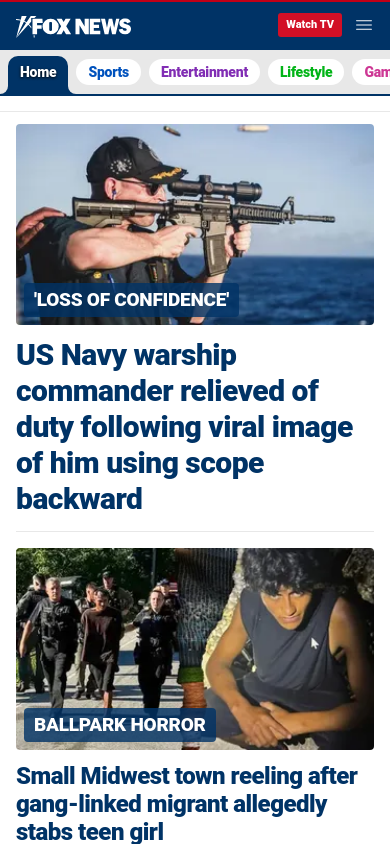 FOX NEWS
Watch TV
Home
Sports
Entertainment
Lifestyle
Gam
'LOSS OF CONFIDENCE'
US Navy warship
commander relieved of
duty following viral image
of him using scope
backward
BALLPARK HORROR
Small Midwest town reeling after
gang-linked migrant allegedly
stabs teen girl